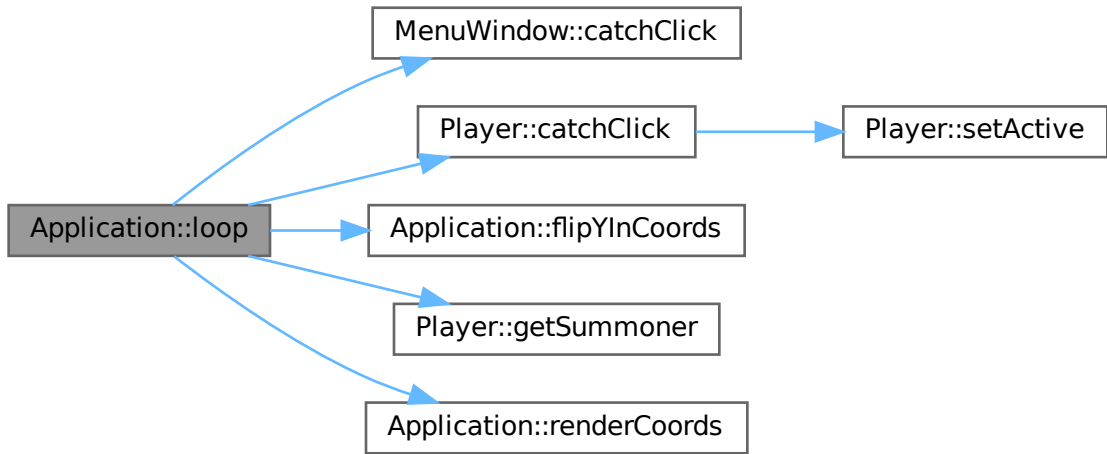 MenuWindow::catchClick
Player::catchClick
Player::setActive
Application::loop
Application::flipYInCoords
Player::getSummoner
Application::renderCoords